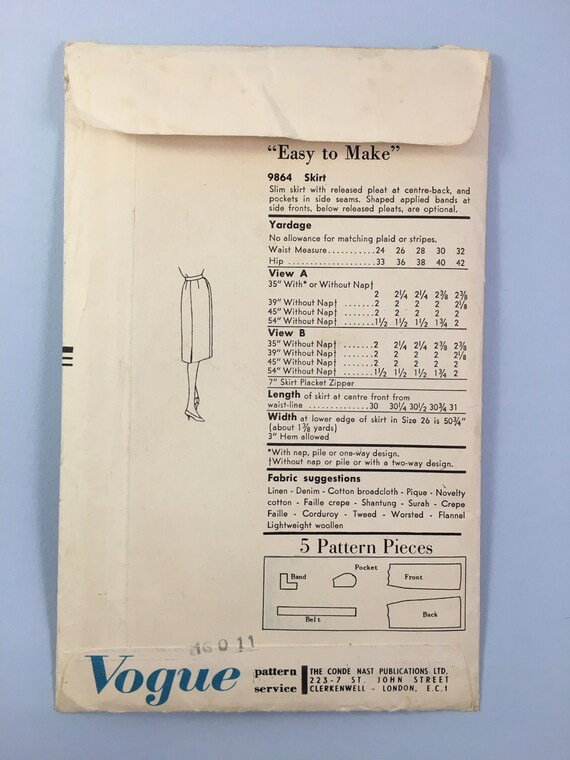 "Easy to Make"
9864 Skirt
Slim skirt with released pleat at centre-back, and
pockets in side seams. Shaped applied bands at
side fronts, below released pleats, are optional.
Yardage
No allowance for matching plaid or stripes.
Waist Measure...........24 26 28 30 32
Hip ....................33 36 38 40 42
View A
35" With* or Without Nap†
2 2¼ 2¼ 2⅜ 2⅜
39" Without Nap† .......2 2 2 2 2⅛
45" Without Nap† .......2 2 2 2 2
54" Without Nap† .......1½ 1½ 1½ 1¾ 2
View B
35" Without Nap† .......2 2¼ 2¼ 2⅜ 2⅜
39" Without Nap† .......2 2 2 2 2⅛
45" Without Nap† .......2 2 2 2 2
54" Without Nap† .......1½ 1½ 1½ 1¾ 2
7" Skirt Placket Zipper
Length of skirt at centre front from
waist-line ..............30 30¼ 30½ 30¾ 31
Width at lower edge of skirt in Size 26 is 50¾"
(about 1⅜ yards)
3" Hem allowed
*With nap, pile or one-way design.
†Without nap or pile or with a two-way design.
Fabric suggestions
Linen - Denim - Cotton broadcloth - Pique - Novelty
cotton - Faille crepe - Shantung - Surah - Crepe
Faille - Corduroy - Tweed - Worsted - Flannel
Lightweight woollen
5 Pattern Pieces
Band
Pocket
Front
Belt
Back
Vogue
pattern
service
THE CONDE NAST PUBLICATIONS LTD.
223-7 ST. JOHN STREET
CLERKENWELL - LONDON, E.C.1